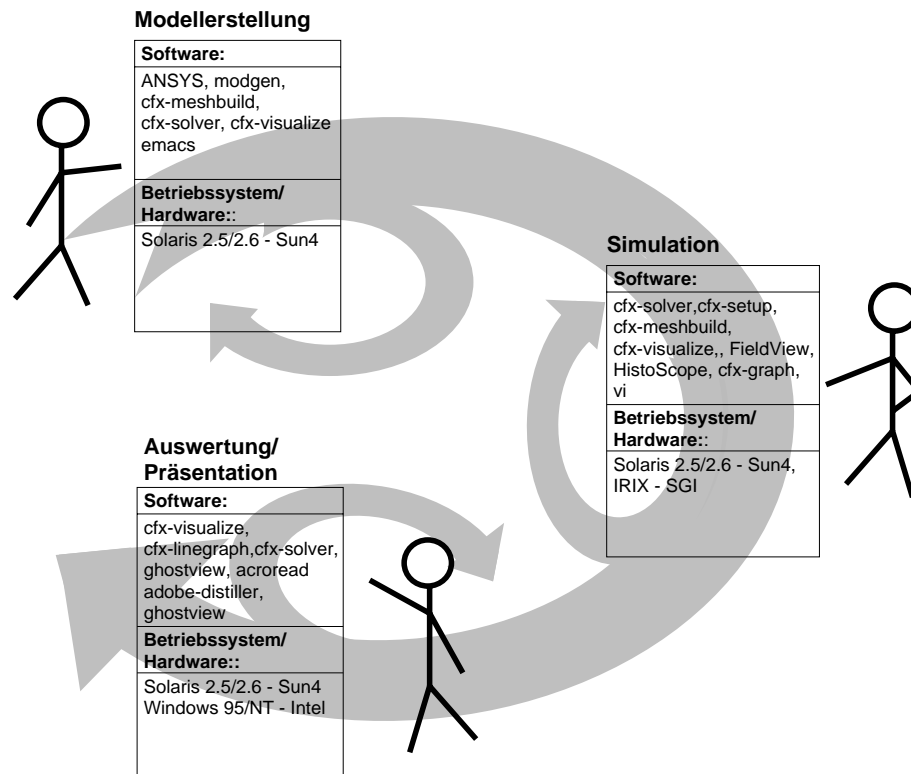 Modellerstellung
Software:
ANSYS, modgen,
cfx-meshbuild,
cfx-solver, cfx-visualize
emacs
Betriebssystem/
Hardware::
Solaris 2.5/2.6 - Sun4
Simulation
Software:
cfx-solver,cfx-setup,
cfx-meshbuild,
cfx-visualize,, FieldView,
HistoScope, cfx-graph,
vi
Betriebssystem/
Hardware::
Solaris 2.5/2.6 - Sun4,
IRIX - SGI
Auswertung/
Präsentation
Software:
cfx-visualize,
cfx-linegraph,cfx-solver,
ghostview, acroread
adobe-distiller,
ghostview
Betriebssystem/
Hardware::
Solaris 2.5/2.6 - Sun4
Windows 95/NT - Intel